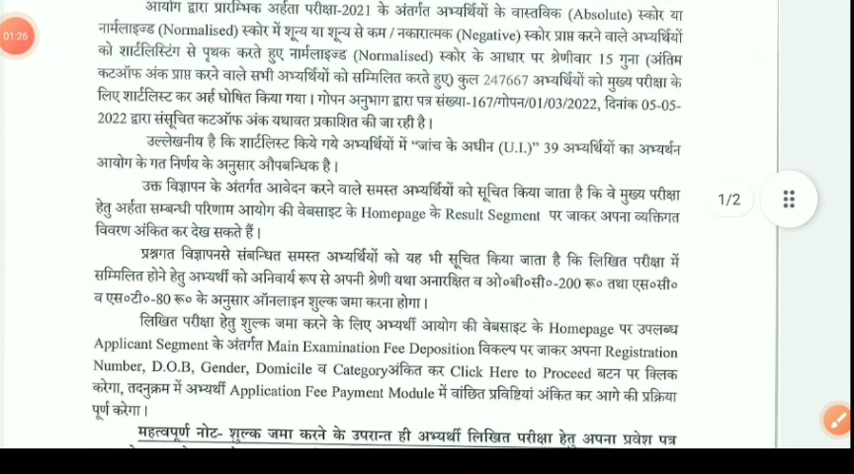 आयोग द्वारा प्रारम्भिक अर्हता परीक्षा-2021 के अंतर्गत अभ्यर्थियों के वास्तविक (Absolute) स्कोर या
नार्मलाइज्ड (Normalised) स्कोर में शून्य या शून्य से कम / नकारात्मक (Negative) स्कोर प्राप्त करने वाले अभ्यर्थियों
को शार्टलिस्टिंग से पृथक करते हुए नार्मलाइज्ड (Normalised) स्कोर के आधार पर श्रेणीवार 15 गुना (अंतिम
कटऑफ अंक प्राप्त करने वाले सभी अभ्यर्थियों को सम्मिलित करते हुए) कुल 247667 अभ्यर्थियों को मुख्य परीक्षा के
लिए शार्टलिस्ट कर अर्ह घोषित किया गया। गोपन अनुभाग द्वारा पत्र संख्या-167/गोपन/01/03/2022, दिनांक 05-05-
2022 द्वारा संसूचित कटऑफ अंक यथावत प्रकाशित की जा रही है।
उल्लेखनीय है कि शार्टलिस्ट किये गये अभ्यर्थियों में “जांच के अधीन (U.I.)” 39 अभ्यर्थियों का अभ्यर्थन
आयोग के गत निर्णय के अनुसार औपबन्धिक है।
उक्त विज्ञापन के अंतर्गत आवेदन करने वाले समस्त अभ्यर्थियों को सूचित किया जाता है कि वे मुख्य परीक्षा
हेतु अर्हता सम्बन्धी परिणाम आयोग की वेबसाइट के Homepage के Result Segment पर जाकर अपना व्यक्तिगत
विवरण अंकित कर देख सकते हैं।
प्रश्नगत विज्ञापनसे संबन्धित समस्त अभ्यर्थियों को यह भी सूचित किया जाता है कि लिखित परीक्षा में
सम्मिलित होने हेतु अभ्यर्थी को अनिवार्य रूप से अपनी श्रेणी यथा अनारक्षित व ओ०बी०सी०-200 रू० तथा एस०सी०
व एस०टी०-80 रू० के अनुसार ऑनलाइन शुल्क जमा करना होगा।
लिखित परीक्षा हेतु शुल्क जमा करने के लिए अभ्यर्थी आयोग की वेबसाइट के Homepage पर उपलब्ध
Applicant Segment के अंतर्गत Main Examination Fee Deposition विकल्प पर जाकर अपना Registration
Number, D.O.B, Gender, Domicile व Categoryअंकित कर Click Here to Proceed बटन पर क्लिक
करेगा, तदनुक्रम में अभ्यर्थी Application Fee Payment Module में वांछित प्रविष्टियां अंकित कर आगे की प्रक्रिया
पूर्ण करेगा।
महत्वपूर्ण नोट- शुल्क जमा करने के उपरान्त ही अभ्यर्थी लिखित परीक्षा हेतु अपना प्रवेश पत्र
01:26
1/2